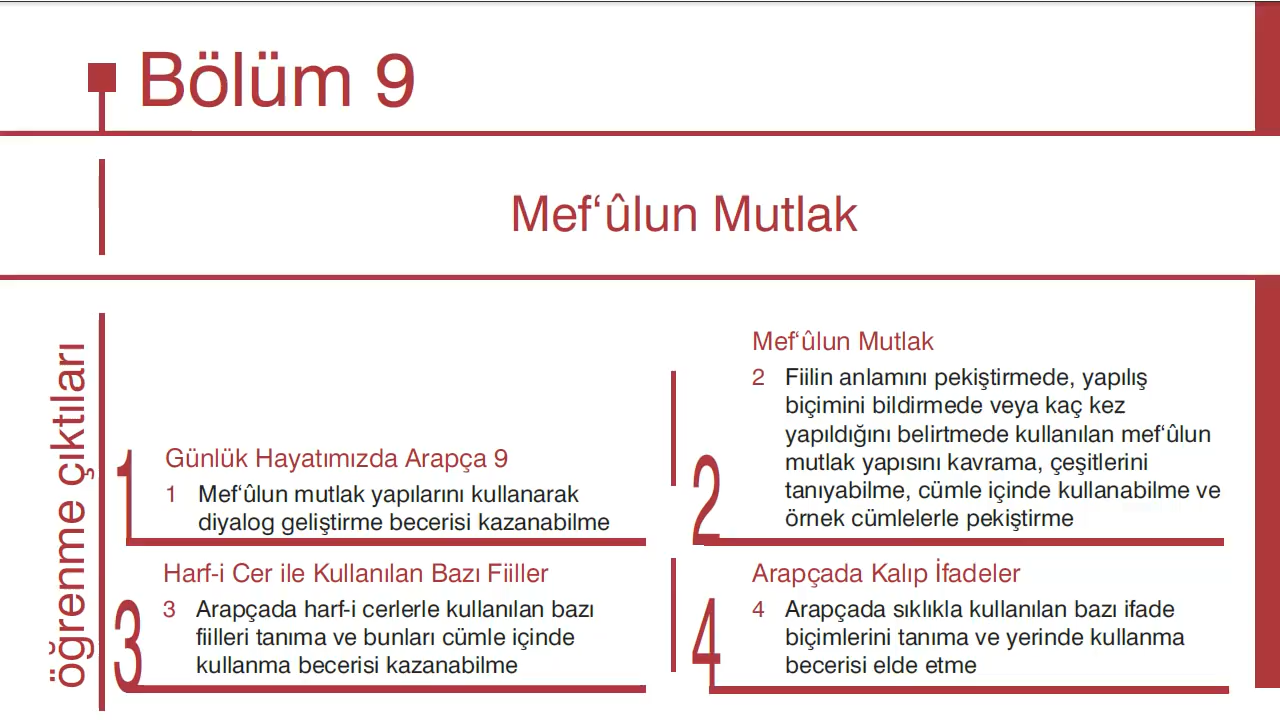 Bölüm 9
Mef‘ûlun Mutlak
öğrenme çıktıları
1
Günlük Hayatımızda Arapça 9
1 Mef‘ûlun mutlak yapılarını kullanarak
diyalog geliştirme becerisi kazanabilme
2
Mef‘ûlun Mutlak
2 Fiilin anlamını pekiştirmede, yapılış
biçimini bildirmede veya kaç kez
yapıldığını belirtmede kullanılan mef‘ûlun
mutlak yapısını kavrama, çeşitlerini
tanıyabilme, cümle içinde kullanabilme ve
örnek cümlelerle pekiştirme
3
Harf-i Cer ile Kullanılan Bazı Fiiller
3 Arapçada harf-i cerlerle kullanılan bazı
fiilleri tanıma ve bunları cümle içinde
kullanma becerisi kazanabilme
4
Arapçada Kalıp İfadeler
4 Arapçada sıklıkla kullanılan bazı ifade
biçimlerini tanıma ve yerinde kullanma
becerisi elde etme